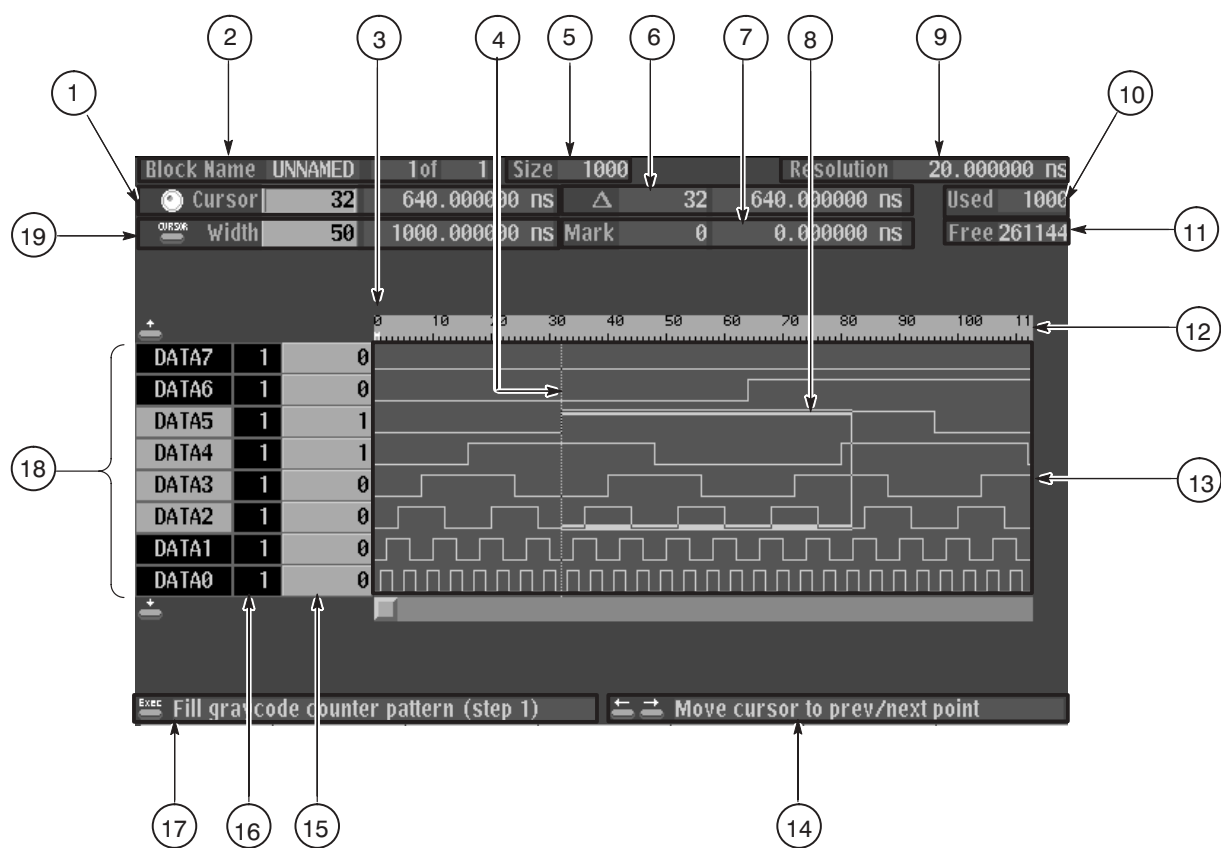 2 3 4 5 6 7 8 9
1 10
Block Name UNNAMED 1of 1 Size 1000 Resolution 20.000000 ns
Cursor 32 640.000000 ns Δ 32 640.000000 ns Used 1000
CURSOR Width 50 1000.000000 ns Mark 0 0.000000 ns Free 261144
19 11
0 10 20 30 40 50 60 70 80 90 100 11
12
DATA7 1 0
DATA6 1 0
DATA5 1 1
DATA4 1 1
18 13
DATA3 1 0
DATA2 1 0
DATA1 1 0
DATA0 1 0
EXEC Fill graycode counter pattern (step 1) ← → Move cursor to prev/next point
17 16 15 14